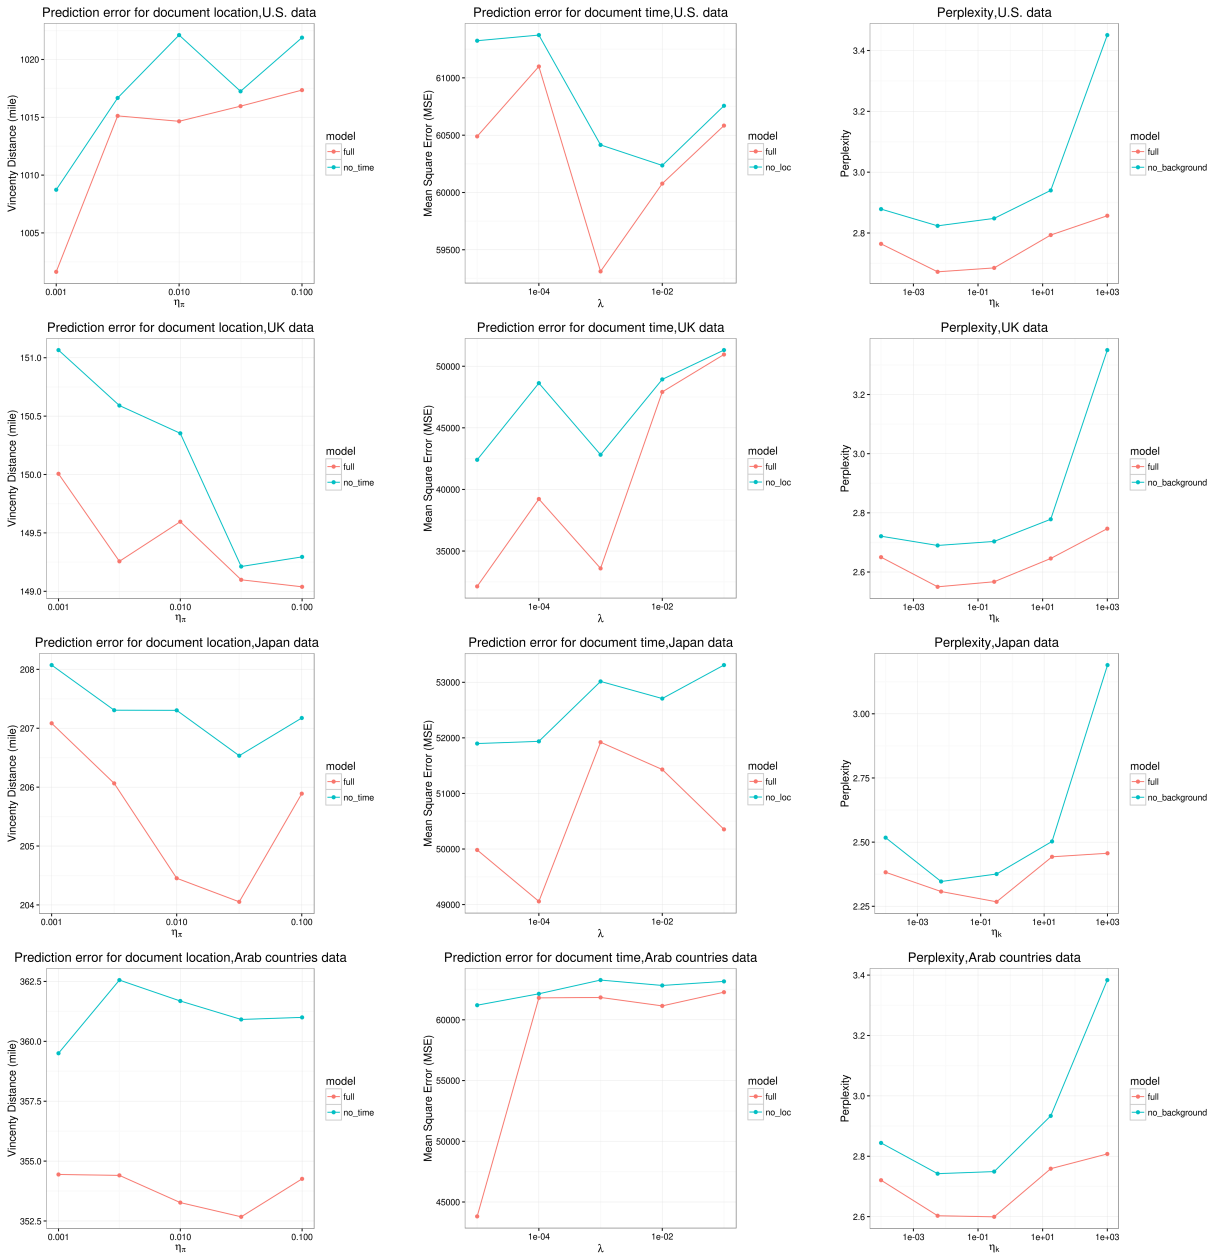 Prediction error for document location,U.S. data
Vincenty Distance (mile)
1020
1015
1010
1005
0.001 0.010 0.100
ηπ
model
full
no_time
Prediction error for document time,U.S. data
Mean Square Error (MSE)
61000
60500
60000
59500
1e-04 1e-02
λ
model
full
no_loc
Perplexity,U.S. data
Perplexity
3.4
3.2
3.0
2.8
1e-03 1e-01 1e+01 1e+03
ηk
model
full
no_background
Prediction error for document location,UK data
Vincenty Distance (mile)
151.0
150.5
150.0
149.5
149.0
0.001 0.010 0.100
ηπ
model
full
no_time
Prediction error for document time,UK data
Mean Square Error (MSE)
50000
45000
40000
35000
1e-04 1e-02
λ
model
full
no_loc
Perplexity,UK data
Perplexity
3.2
3.0
2.8
2.6
1e-03 1e-01 1e+01 1e+03
ηk
model
full
no_background
Prediction error for document location,Japan data
Vincenty Distance (mile)
208
207
206
205
204
0.001 0.010 0.100
ηπ
model
full
no_time
Prediction error for document time,Japan data
Mean Square Error (MSE)
53000
52000
51000
50000
49000
1e-04 1e-02
λ
model
full
no_loc
Perplexity,Japan data
Perplexity
3.00
2.75
2.50
2.25
1e-03 1e-01 1e+01 1e+03
ηk
model
full
no_background
Prediction error for document location,Arab countries data
Vincenty Distance (mile)
362.5
360.0
357.5
355.0
352.5
0.001 0.010 0.100
ηπ
model
full
no_time
Prediction error for document time,Arab countries data
Mean Square Error (MSE)
60000
55000
50000
45000
1e-04 1e-02
λ
model
full
no_loc
Perplexity,Arab countries data
Perplexity
3.4
3.2
3.0
2.8
2.6
1e-03 1e-01 1e+01 1e+03
ηk
model
full
no_background